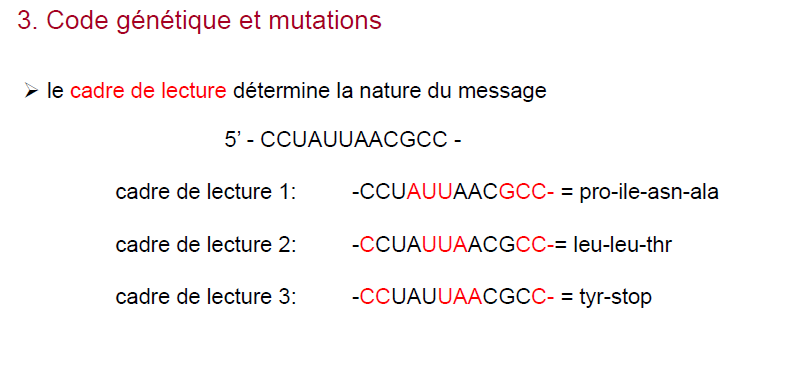 3. Code génétique et mutations
➢ le cadre de lecture détermine la nature du message
5’ - CCUAUUAACGCC -
cadre de lecture 1: -CCUAUUAACGCC- = pro-ile-asn-ala
cadre de lecture 2: -CCUAUUAACGCC-= leu-leu-thr
cadre de lecture 3: -CCUAUUAACGCC- = tyr-stop